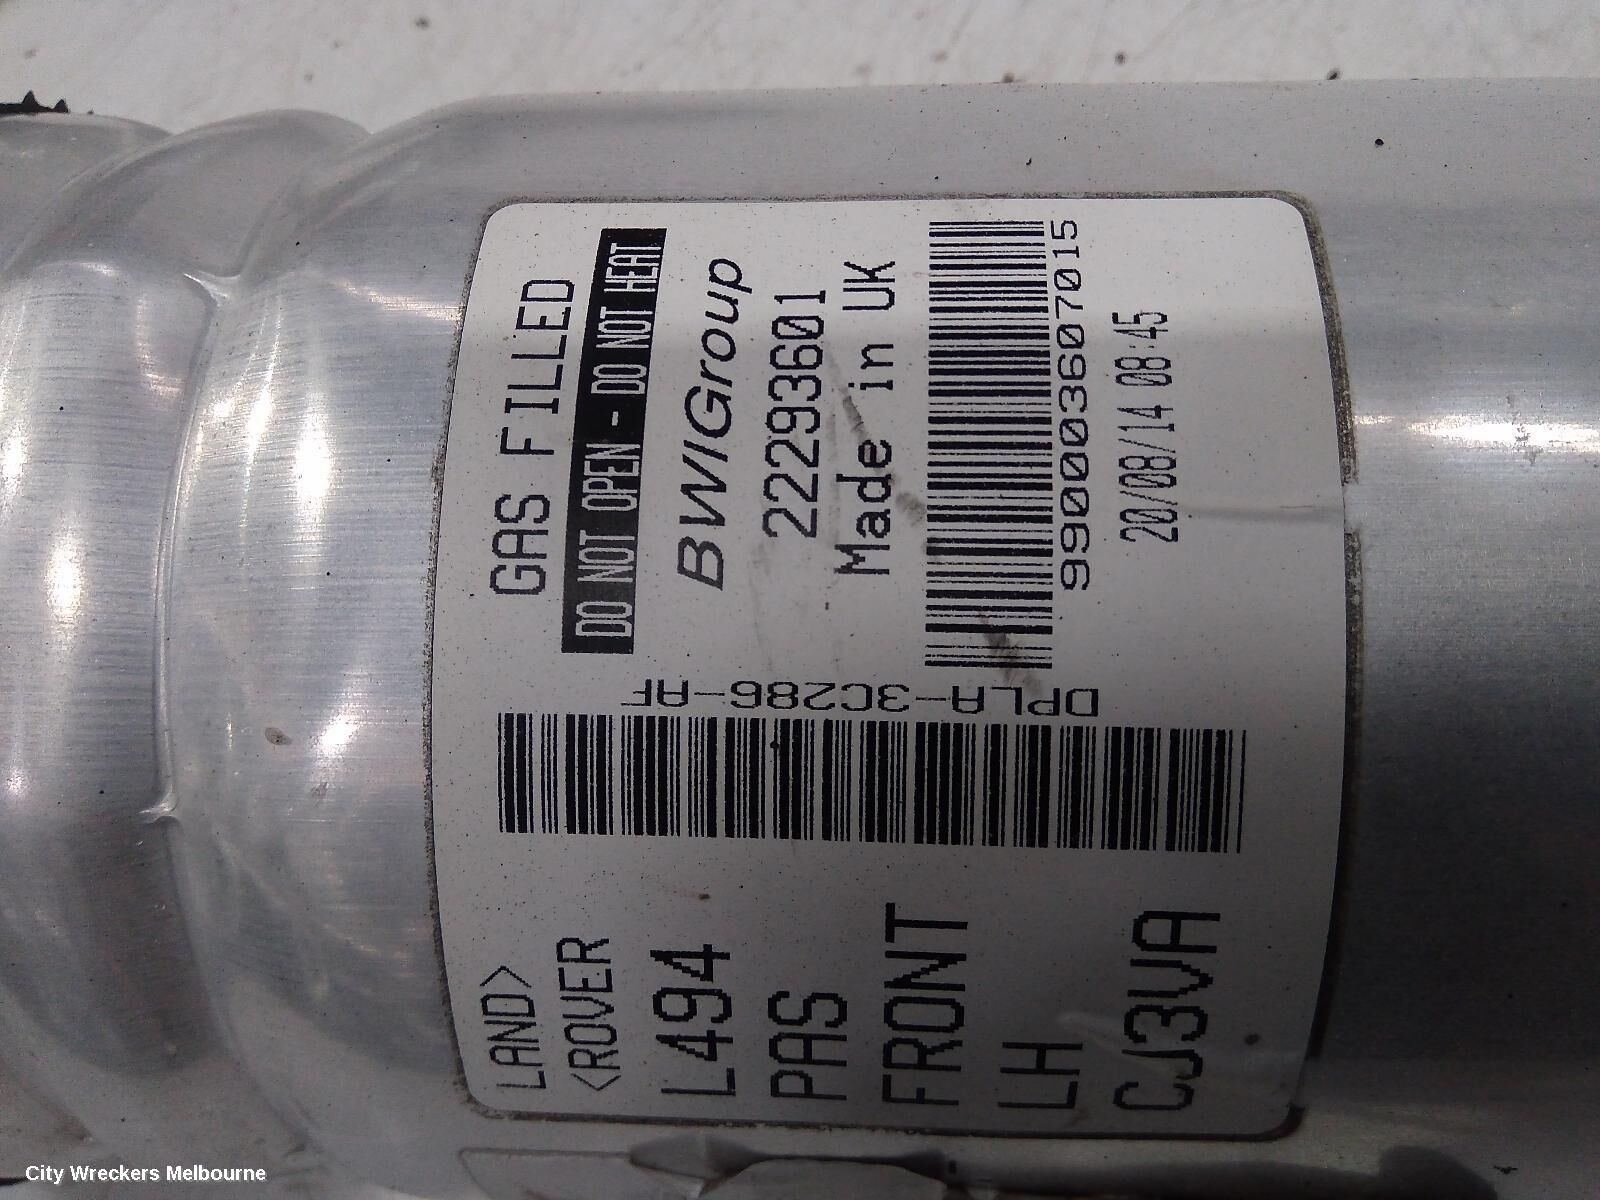 LAND>
<ROVER
L494
PAS
FRONT
LH
CJ3VA
DPLA-3C286-AF
GAS FILLED
DO NOT OPEN - DO NOT HEAT
BWIGroup
22293601
Made in UK
9900003607015
20/08/14 08:45
City Wreckers Melbourne